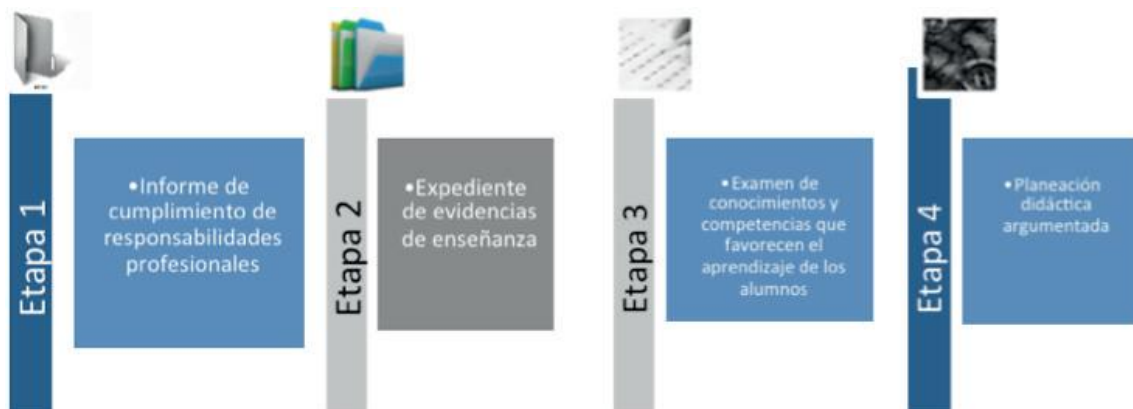 Etapa 1
•Informe de
cumplimiento de
responsabilidades
profesionales
Etapa 2
•Expediente
de evidencias
de enseñanza
Etapa 3
•Examen de
conocimientos y
competencias que
favorecen el
aprendizaje de los
alumnos
Etapa 4
•Planeación
didáctica
argumentada